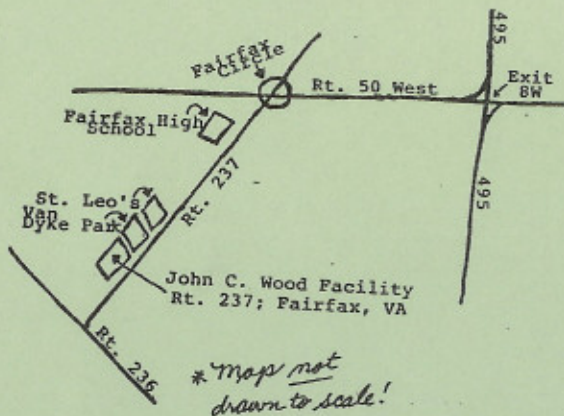 495
Fairfax
Circle
Rt. 50 West
Exit
8W
Fairfax High
School
Rt. 237
495
St. Leo's
Van
Dyke Park
John C. Wood Facility
Rt. 237; Fairfax, VA
Rt. 236
* Map not
drawn to scale!